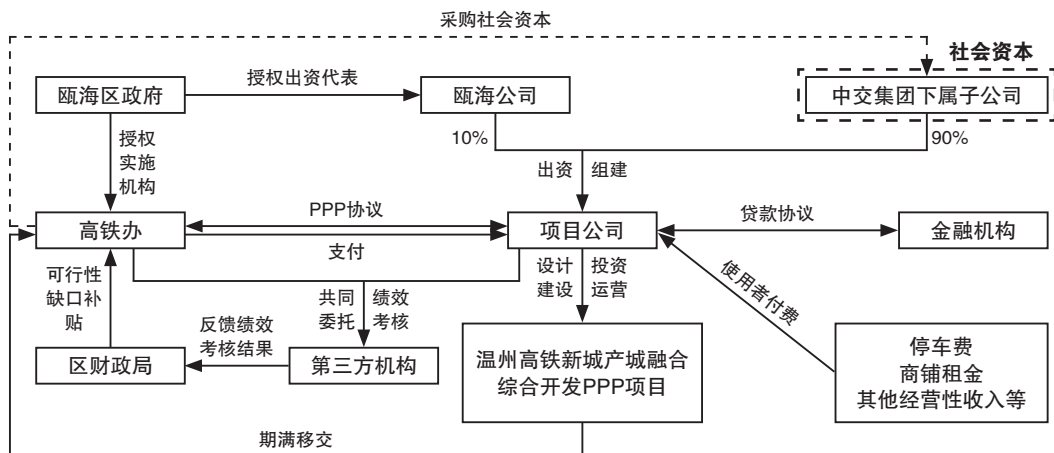 采购社会资本
社会资本
瓯海区政府
授权出资代表
瓯海公司
中交集团下属子公司
授权
实施
机构
10%
90%
出资
组建
高铁办
PPP协议
支付
项目公司
贷款协议
金融机构
可行性
缺口补
贴
共同
委托
绩效
考核
设计
建设
投资
运营
使用者付费
反馈绩效
考核结果
区财政局
第三方机构
温州高铁新城产城融合
综合开发PPP项目
停车费
商铺租金
其他经营性收入等
期满移交